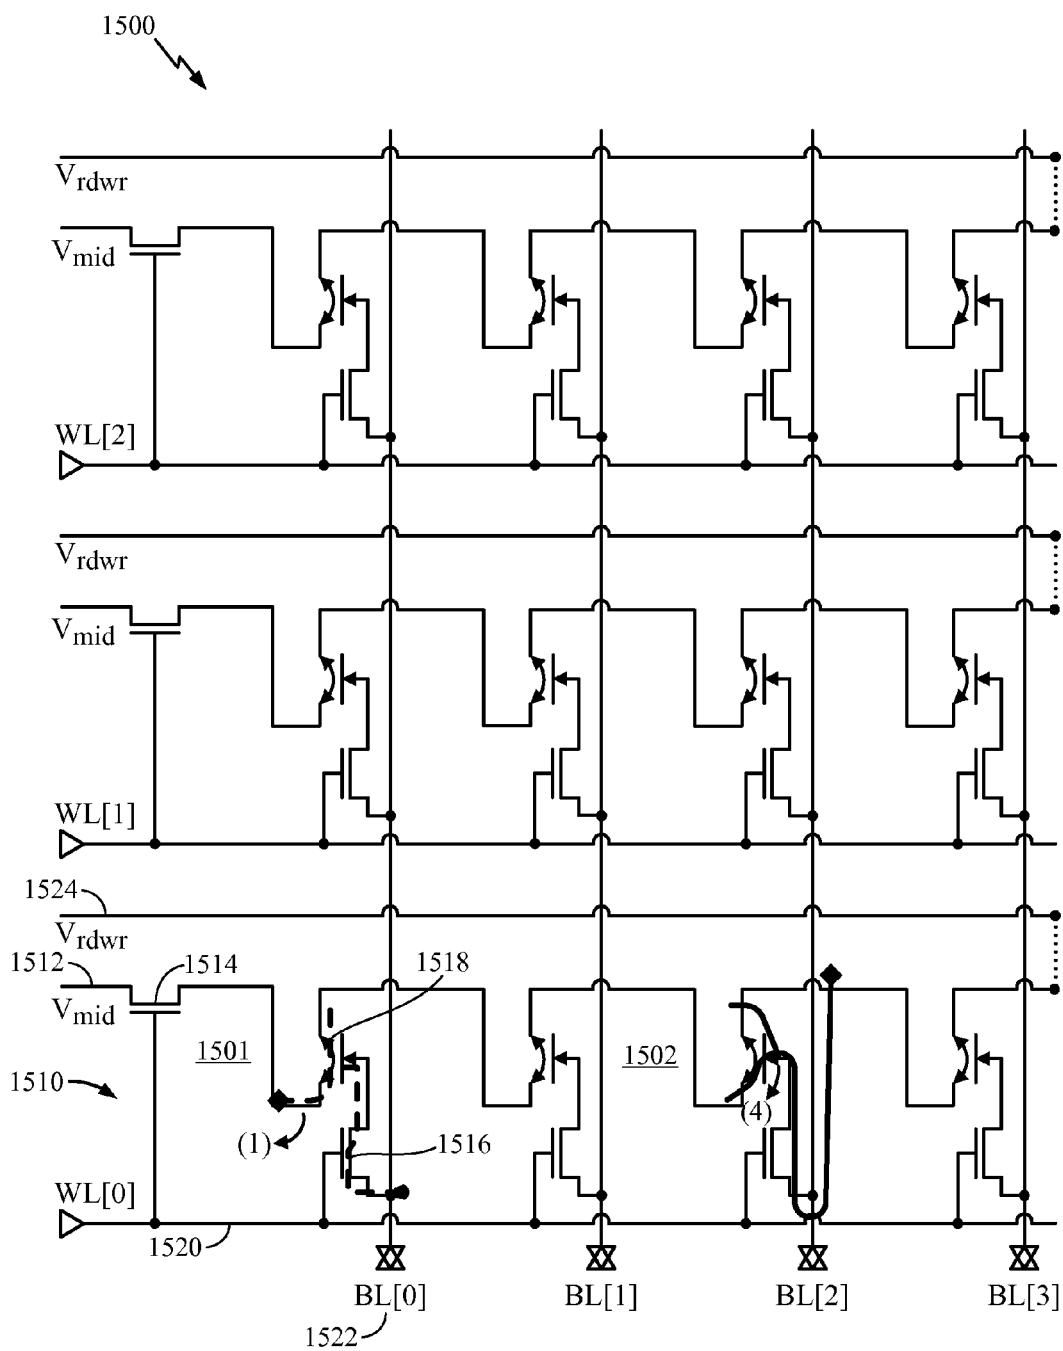 1500
Vrdwr
Vmid
WL[2]
Vrdwr
Vmid
WL[1]
1524
Vrdwr
1512
1514
1518
Vmid
1501
1502
1510
(1)
(4)
1516
WL[0]
1520
BL[0]
BL[1]
BL[2]
BL[3]
1522